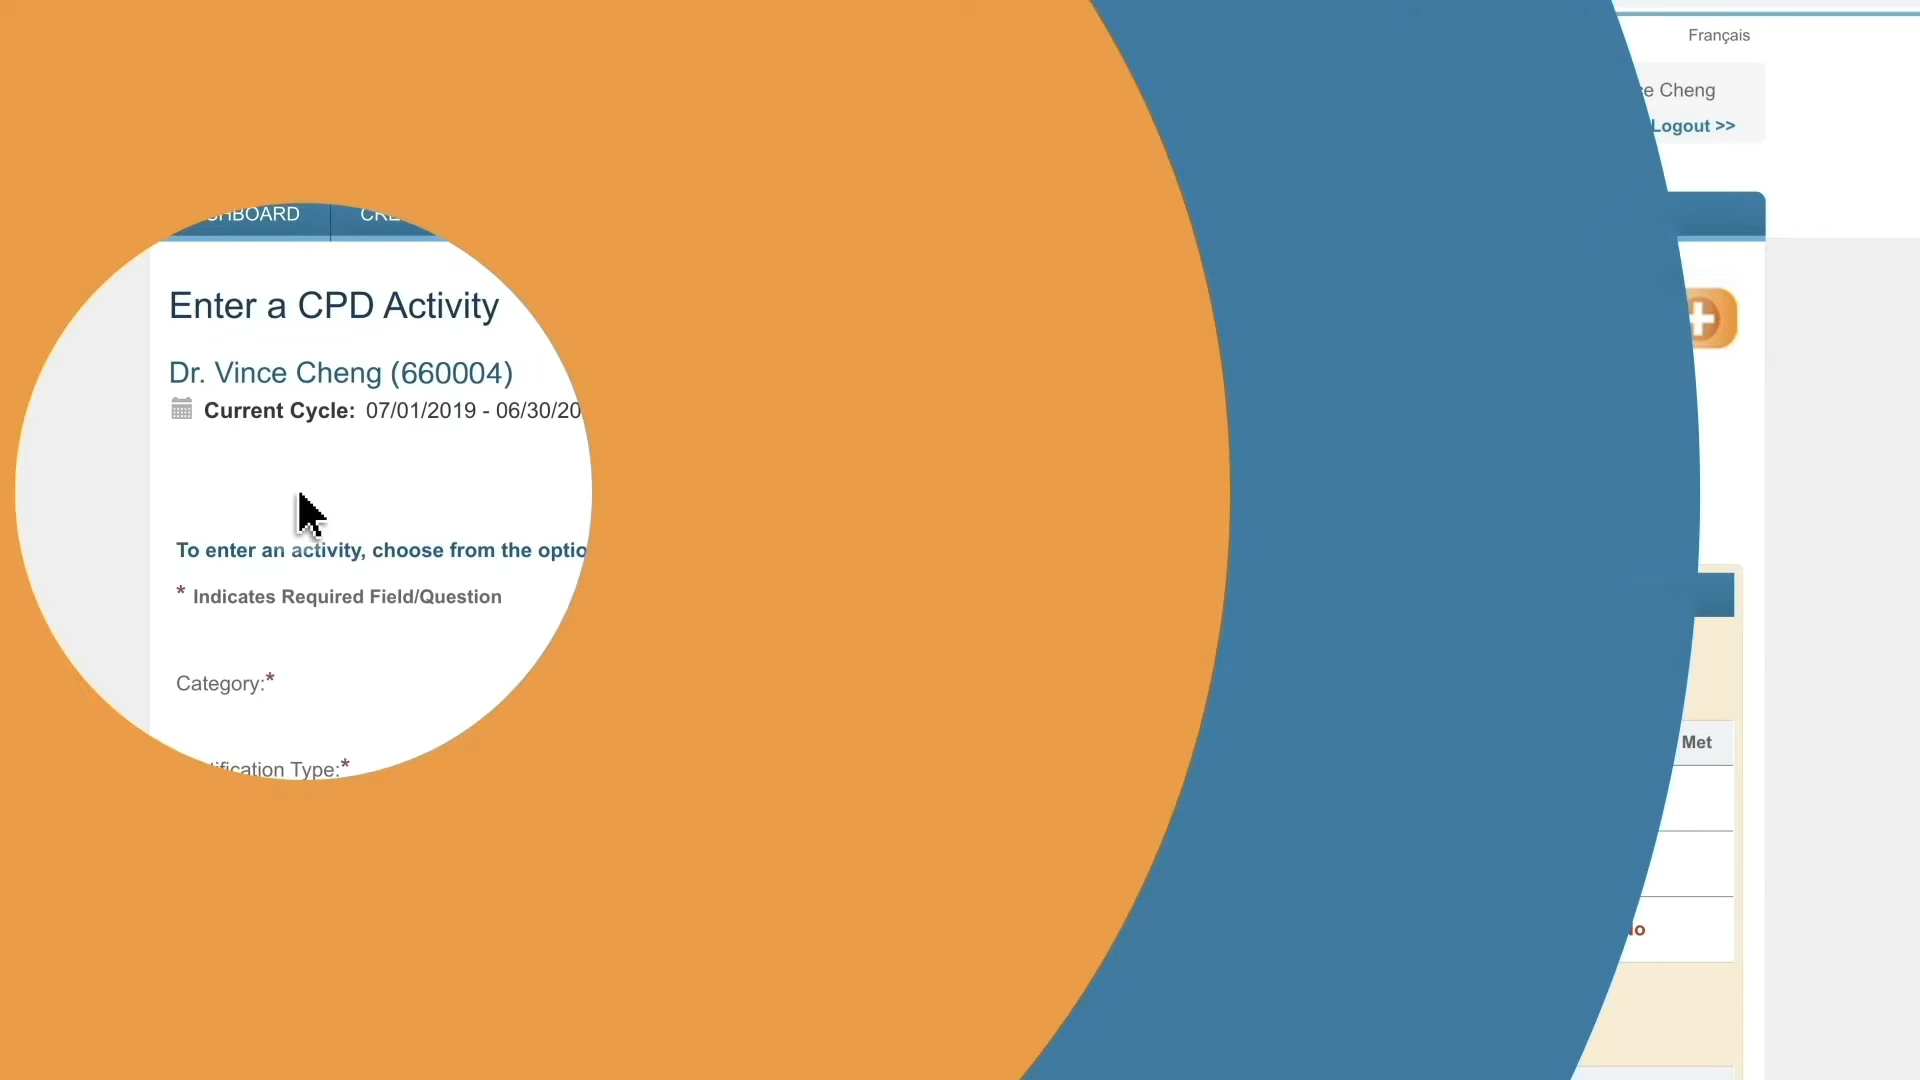 Français
Cheng
Logout >>
Enter a CPD Activity
Dr. Vince Cheng (660004)
Current Cycle: 07/01/2019 - 06/30/20
To enter an activity, choose from the
* Indicates Required Field/Question
Category:*
Type:*
Met